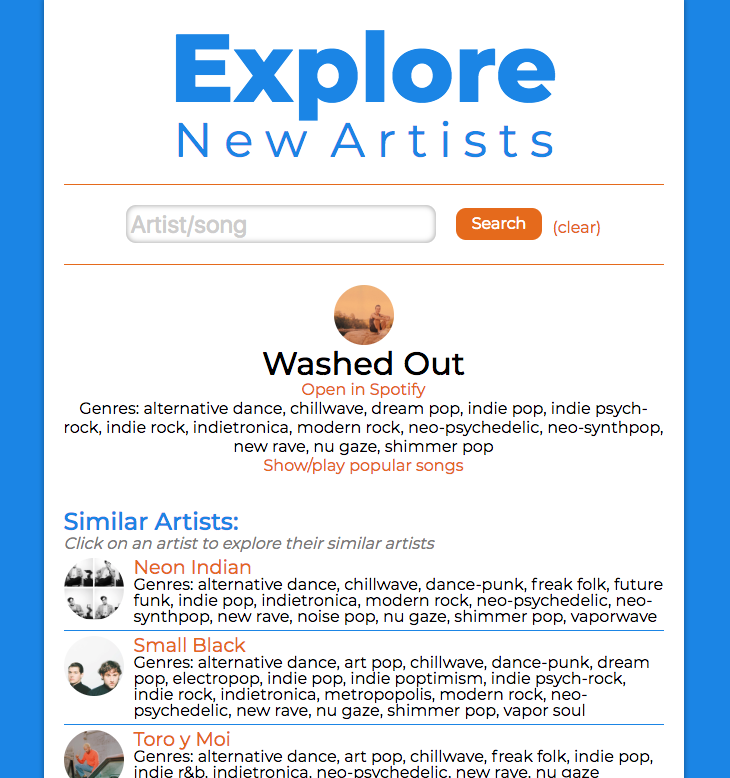 Explore
New Artists
Artist/song
Search
(clear)
Washed Out
Open in Spotify
Genres: alternative dance, chillwave, dream pop, indie pop, indie psych-
rock, indie rock, indietronica, modern rock, neo-psychedelic, neo-synthpop,
new rave, nu gaze, shimmer pop
Show/play popular songs
Similar Artists:
Click on an artist to explore their similar artists
Neon Indian
Genres: alternative dance, chillwave, dance-punk, freak folk, future
funk, indie pop, indietronica, modern rock, neo-psychedelic, neo-
synthpop, new rave, noise pop, nu gaze, shimmer pop, vaporwave
Small Black
Genres: alternative dance, art pop, chillwave, dance-punk, dream
pop, electropop, indie pop, indie poptimism, indie psych-rock,
indie rock, indietronica, metropopolis, modern rock, neo-
psychedelic, new rave, nu gaze, shimmer pop, vapor soul
Toro y Moi
Genres: alternative dance, art pop, chillwave, freak folk, indie pop,
indie r&b, indietronica, neo-psychedelic, new rave, nu gaze